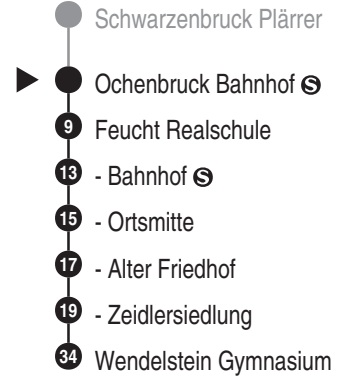 Schwarzenbruck Plärrer
Ochenbruck Bahnhof S
9 Feucht Realschule
13 - Bahnhof S
15 - Ortsmitte
17 - Alter Friedhof
19 - Zeidlersiedlung
34 Wendelstein Gymnasium